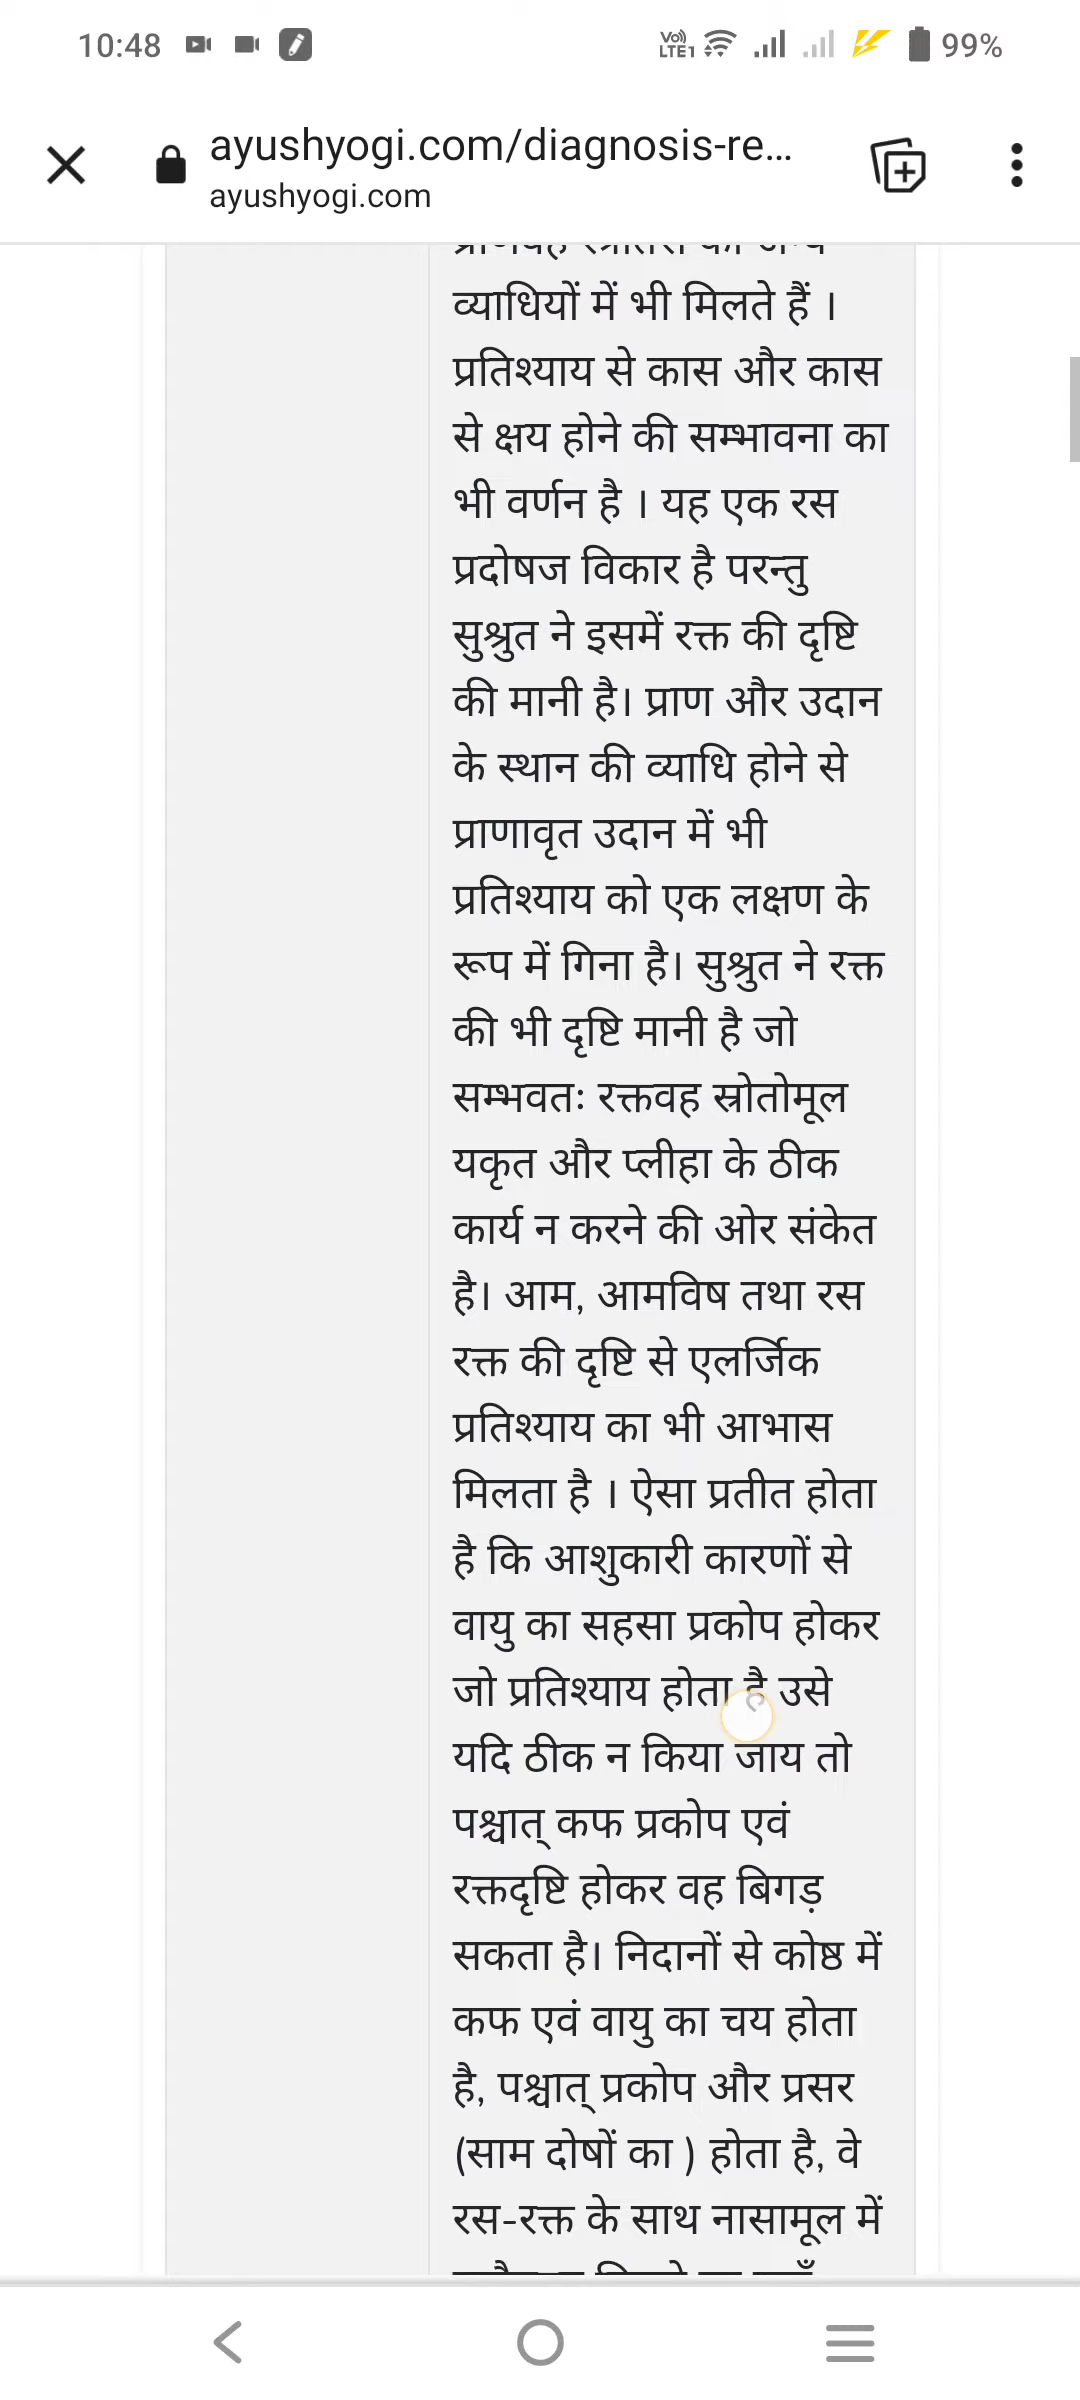 10:48
Vo))
LTE1
99%
ayushyogi.com/diagnosis-re...
ayushyogi.com
व्याधियों में भी मिलते हैं ।
प्रतिश्याय से कास और कास
से क्षय होने की सम्भावना का
भी वर्णन है । यह एक रस
प्रदोषज विकार है परन्तु
सुश्रुत ने इसमें रक्त की दृष्टि
की मानी है। प्राण और उदान
के स्थान की व्याधि होने से
प्राणावृत उदान में भी
प्रतिश्याय को एक लक्षण के
रूप में गिना है। सुश्रुत ने रक्त
की भी दृष्टि मानी है जो
सम्भवतः रक्तवह स्रोतोमूल
यकृत और प्लीहा के ठीक
कार्य न करने की ओर संकेत
है। आम, आमविष तथा रस
रक्त की दृष्टि से एलर्जिक
प्रतिश्याय का भी आभास
मिलता है । ऐसा प्रतीत होता
है कि आशुकारी कारणों से
वायु का सहसा प्रकोप होकर
जो प्रतिश्याय होता है उसे
यदि ठीक न किया जाय तो
पश्चात् कफ प्रकोप एवं
रक्तदृष्टि होकर वह बिगड़
सकता है। निदानों से कोष्ठ में
कफ एवं वायु का चय होता
है, पश्चात् प्रकोप और प्रसर
(साम दोषों का ) होता है, वे
रस-रक्त के साथ नासामूल में